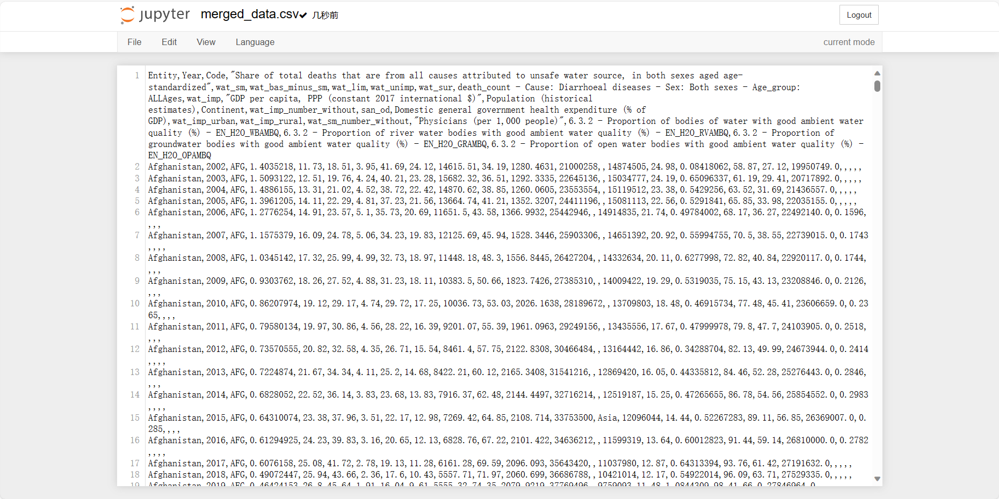 jupyter merged_data.csv✔ 几秒前 Logout
File Edit View Language current mode
1 Entity,Year,Code,"Share of total deaths that are from all causes attributed to unsafe water source, in both sexes aged age-
standardized",wat_sm,wat_bas_minus_sm,wat_lim,wat_unimp,wat_sur,death_count - Cause: Diarrhoeal diseases - Sex: Both sexes - Age_group:
ALLAges,wat_imp,"GDP per capita, PPP (constant 2017 international $)",Population (historical
estimates),Continent,wat_imp_number_without,san_od,Domestic general government health expenditure (% of
GDP),wat_imp_urban,wat_imp_rural,wat_sm_number_without,"Physicians (per 1,000 people)",6.3.2 - Proportion of bodies of water with good ambient water
quality (%) - EN_H2O_WBAMBQ,6.3.2 - Proportion of river water bodies with good ambient water quality (%) - EN_H2O_RVAMBQ,6.3.2 - Proportion of
groundwater bodies with good ambient water quality (%) - EN_H2O_GRAMBQ,6.3.2 - Proportion of open water bodies with good ambient water quality (%) -
EN_H2O_OPAMBQ
2 Afghanistan,2002,AFG,1.4035218,11.73,18.51,3.95,41.69,24.12,14615.51,34.19,1280.4631,21000258,,14874505,24.98,0.08418062,58.87,27.12,19950749.0,,,,,
3 Afghanistan,2003,AFG,1.5093122,12.51,19.76,4.24,40.21,23.28,15682.32,36.51,1292.3335,22645136,,15034777,24.19,0.65096337,61.19,29.41,20717892.0,,,,,
4 Afghanistan,2004,AFG,1.4886155,13.31,21.02,4.52,38.72,22.42,14870.62,38.85,1260.0605,23553554,,15119512,23.38,0.5429256,63.52,31.69,21436557.0,,,,,
5 Afghanistan,2005,AFG,1.3961205,14.11,22.29,4.81,37.23,21.56,13664.74,41.21,1352.3207,24411196,,15081113,22.56,0.5291841,65.85,33.98,22035155.0,,,,,
6 Afghanistan,2006,AFG,1.2776254,14.91,23.57,5.1,35.73,20.69,11651.5,43.58,1366.9932,25442946,,14914835,21.74,0.49784002,68.17,36.27,22492140.0,0.1596,
,,,
7 Afghanistan,2007,AFG,1.1575379,16.09,24.78,5.06,34.23,19.83,12125.69,45.94,1528.3446,25903306,,14651392,20.92,0.55994755,70.5,38.55,22739015.0,0.1743
,,,,
8 Afghanistan,2008,AFG,1.0345142,17.32,25.99,4.99,32.73,18.97,11448.18,48.3,1556.8445,26427204,,14332634,20.11,0.6277998,72.82,40.84,22920117.0,0.1744,
,,,
9 Afghanistan,2009,AFG,0.9303762,18.26,27.52,4.88,31.23,18.11,10383.5,50.66,1823.7426,27385310,,14009422,19.29,0.5319035,75.15,43.13,23208846.0,0.2126,
,,,
10 Afghanistan,2010,AFG,0.86207974,19.12,29.17,4.74,29.72,17.25,10036.73,53.03,2026.1638,28189672,,13709803,18.48,0.46915734,77.48,45.41,23606659.0,0.23
65,,,,
11 Afghanistan,2011,AFG,0.79580134,19.97,30.86,4.56,28.22,16.39,9201.07,55.39,1961.0963,29249156,,13435556,17.67,0.47999978,79.8,47.7,24103905.0,0.2518,
,,,
12 Afghanistan,2012,AFG,0.73570555,20.82,32.58,4.35,26.71,15.54,8461.4,57.75,2122.8308,30466484,,13164442,16.86,0.34288704,82.13,49.99,24673944.0,0.2414
,,,,
13 Afghanistan,2013,AFG,0.7224874,21.67,34.34,4.11,25.2,14.68,8422.21,60.12,2165.3408,31541216,,12869420,16.05,0.44335812,84.46,52.28,25276443.0,0.2846,
,,,
14 Afghanistan,2014,AFG,0.6828052,22.52,36.14,3.83,23.68,13.83,7916.37,62.48,2144.4497,32716214,,12519187,15.25,0.47265655,86.78,54.56,25854552.0,0.2983
,,,,
15 Afghanistan,2015,AFG,0.64310074,23.38,37.96,3.51,22.17,12.98,7269.42,64.85,2108.714,33753500,Asia,12096044,14.44,0.52267283,89.11,56.85,26369007.0,0.
285,,,,
16 Afghanistan,2016,AFG,0.61294925,24.23,39.83,3.16,20.65,12.13,6828.76,67.22,2101.422,34636212,,11599319,13.64,0.60012823,91.44,59.14,26810000.0,0.2782
,,,,
17 Afghanistan,2017,AFG,0.6076158,25.08,41.72,2.78,19.13,11.28,6161.28,69.59,2096.093,35643420,,11037980,12.87,0.64313394,93.76,61.42,27191632.0,,,,,
18 Afghanistan,2018,AFG,0.49072447,25.94,43.66,2.36,17.6,10.43,5557.71,71.97,2060.699,36686788,,10421014,12.17,0.54922014,96.09,63.71,27529335.0,,,,,
19 Afghanistan,2019,AFG,0.46424153,26.8,45.64,1.91,16.04,9.61,5555.32,74.35,2079.9219,37769496,,9759093,11.48,1.0844309,98.41,66.0,27846964.0